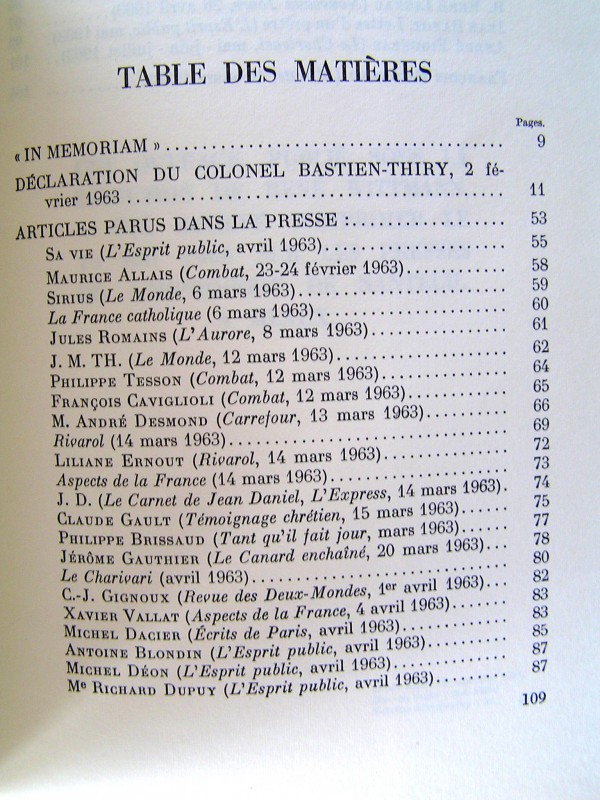 TABLE DES MATIÈRES
Pages.
« IN MEMORIAM » ........................................ 9
DÉCLARATION DU COLONEL BASTIEN-THIRY, 2 fé-
vrier 1963 ........................................ 11
ARTICLES PARUS DANS LA PRESSE : .................... 53
SA VIE (L'Esprit public, avril 1963) .................... 55
MAURICE ALLAIS (Combat, 23-24 février 1963) ............ 58
SIRIUS (Le Monde, 6 mars 1963) .................... 59
La France catholique (6 mars 1963) .................... 60
JULES ROMAINS (L'Aurore, 8 mars 1963) .................... 61
J. M. TH. (Le Monde, 12 mars 1963) .................... 62
PHILIPPE TESSON (Combat, 12 mars 1963) .................... 64
FRANÇOIS CAVIGLIOLI (Combat, 12 mars 1963) ............ 65
M. ANDRÉ DESMOND (Carrefour, 13 mars 1963) ............ 66
Rivarol (14 mars 1963) .................... 69
LILIANE ERNOUT (Rivarol, 14 mars 1963) .................... 72
Aspects de la France (14 mars 1963) .................... 73
J. D. (Le Carnet de Jean Daniel, L'Express, 14 mars 1963). 74
CLAUDE GAULT (Témoignage chrétien, 15 mars 1963) ...... 75
PHILIPPE BRISSAUD (Tant qu'il fait jour, mars 1963) ...... 77
JÉRÔME GAUTHIER (Le Canard enchaîné, 20 mars 1963) ... 78
Le Charivari (avril 1963) .................... 80
C.-J. GIGNOUX (Revue des Deux-Mondes, 1er avril 1963) ... 82
XAVIER VALLAT (Aspects de la France, 4 avril 1963) ...... 83
MICHEL DACIER (Écrits de Paris, avril 1963) ............ 83
ANTOINE BLONDIN (L'Esprit public, avril 1963) ............ 85
MICHEL DÉON (L'Esprit public, avril 1963) ............ 87
Me RICHARD DUPUY (L'Esprit public, avril 1963) ............ 87
109